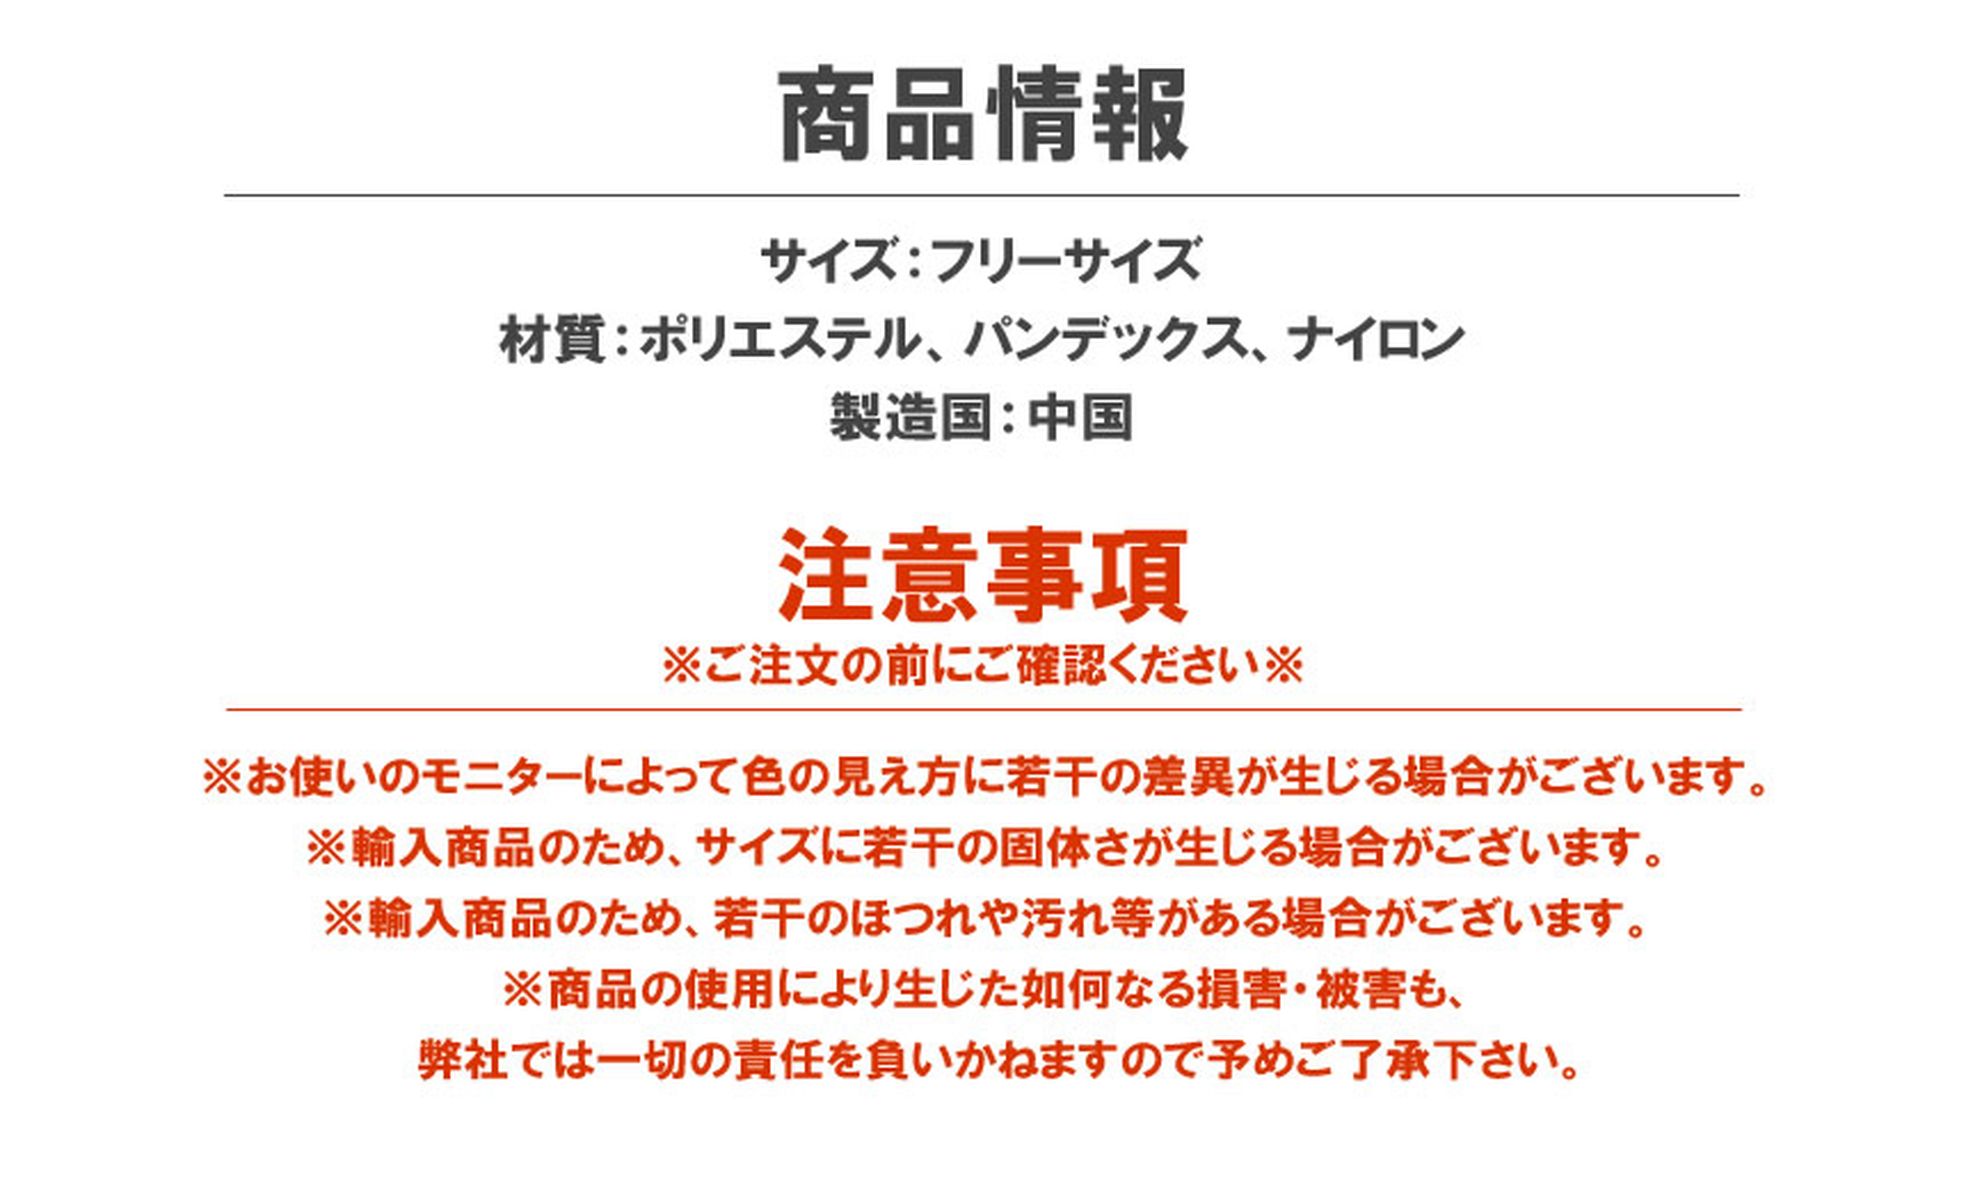 商品情報
サイズ：フリーサイズ
材質：ポリエステル、パンデックス、ナイロン
製造国：中国
注意事項
※ご注文の前にご確認ください※
※お使いのモニターによって色の見え方に若干の差異が生じる場合がございます。
※輸入商品のため、サイズに若干の固体さが生じる場合がございます。
※輸入商品のため、若干のほつれや汚れ等がある場合がございます。
※商品の使用により生じた如何なる損害・被害も、
弊社では一切の責任を負いかねますので予めご了承下さい。